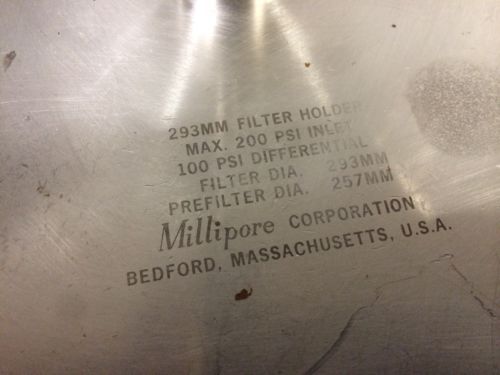 293MM FILTER HOLDER
MAX. 200 PSI INLET
100 PSI DIFFERENTIAL
FILTER DIA. 293MM
PREFILTER DIA. 257MM
Millipore CORPORATION
BEDFORD, MASSACHUSETTS, U.S.A.